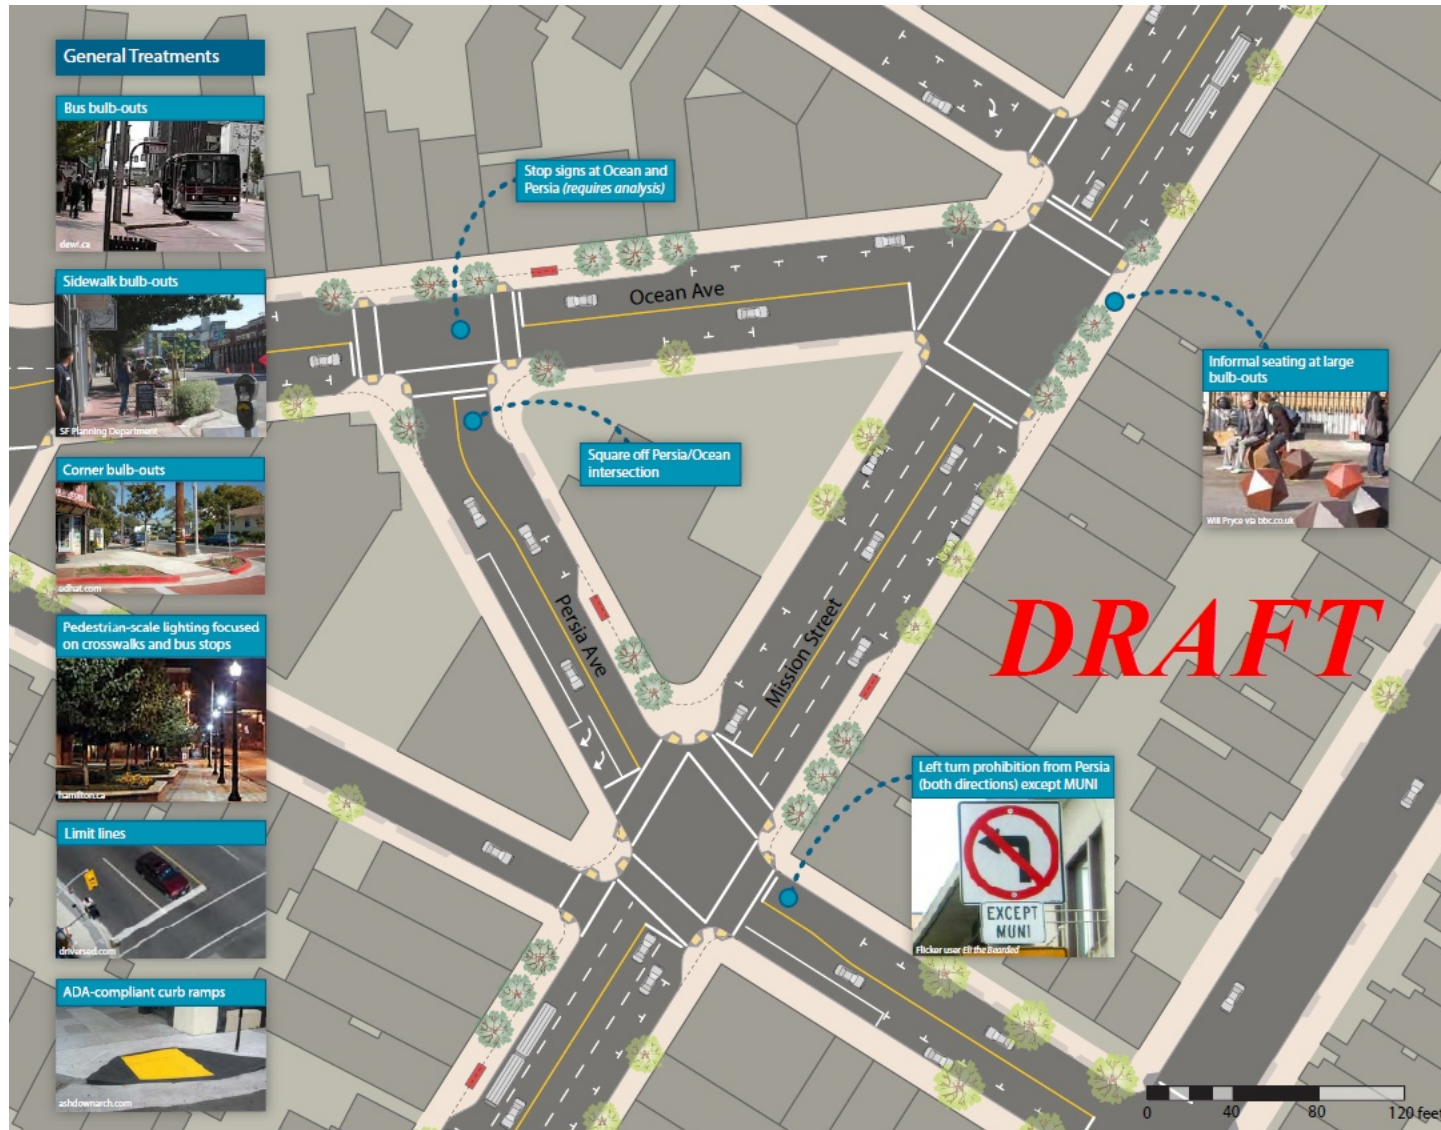 General Treatments
Bus bulb-outs
dewi.ca
Sidewalk bulb-outs
SF Planning Department
Corner bulb-outs
edhat.com
Pedestrian-scale lighting focused
on crosswalks and bus stops
hamilton.ca
Limit lines
driversed.com
ADA-compliant curb ramps
ashdownarch.com
Stop signs at Ocean and
Persia (requires analysis)
Ocean Ave
Square off Persia/Ocean
intersection
Persia Ave
Mission Street
Informal seating at large
bulb-outs
Will Pryce via bbc.co.uk
DRAFT
Left turn prohibition from Persia
(both directions) except MUNI
EXCEPT
MUNI
Flicker user Eli the Bearded
0 40 80 120 feet